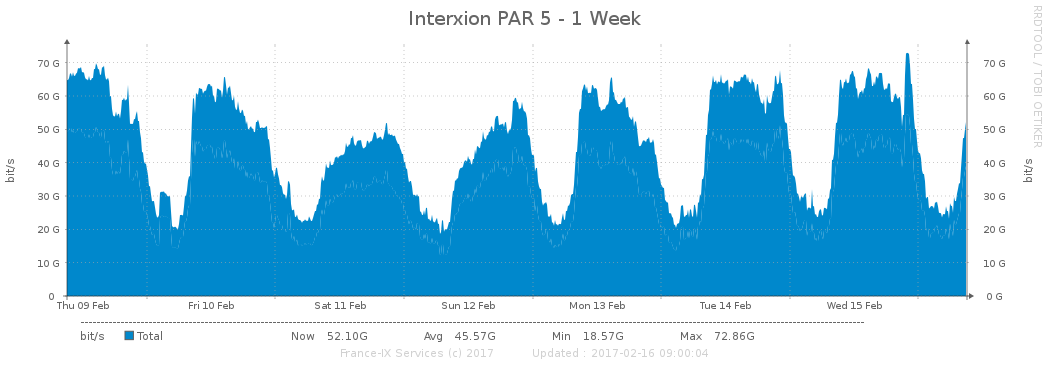 Interxion PAR 5 - 1 Week
RRDTOOL / TOBI OETIKER
70 G 70 G
60 G 60 G
50 G 50 G
40 G 40 G
30 G 30 G
20 G 20 G
10 G 10 G
0 0 G
bit/s bit/s
Thu 09 Feb Fri 10 Feb Sat 11 Feb Sun 12 Feb Mon 13 Feb Tue 14 Feb Wed 15 Feb
bit/s Total Now 52.10G Avg 45.57G Min 18.57G Max 72.86G
France-IX Services (c) 2017 Updated : 2017-02-16 09:00:04